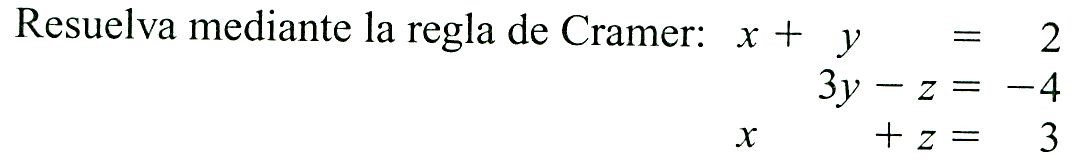 Resuelva mediante la regla de Cramer: x + y = 2
3y − z = −4
x + z = 3